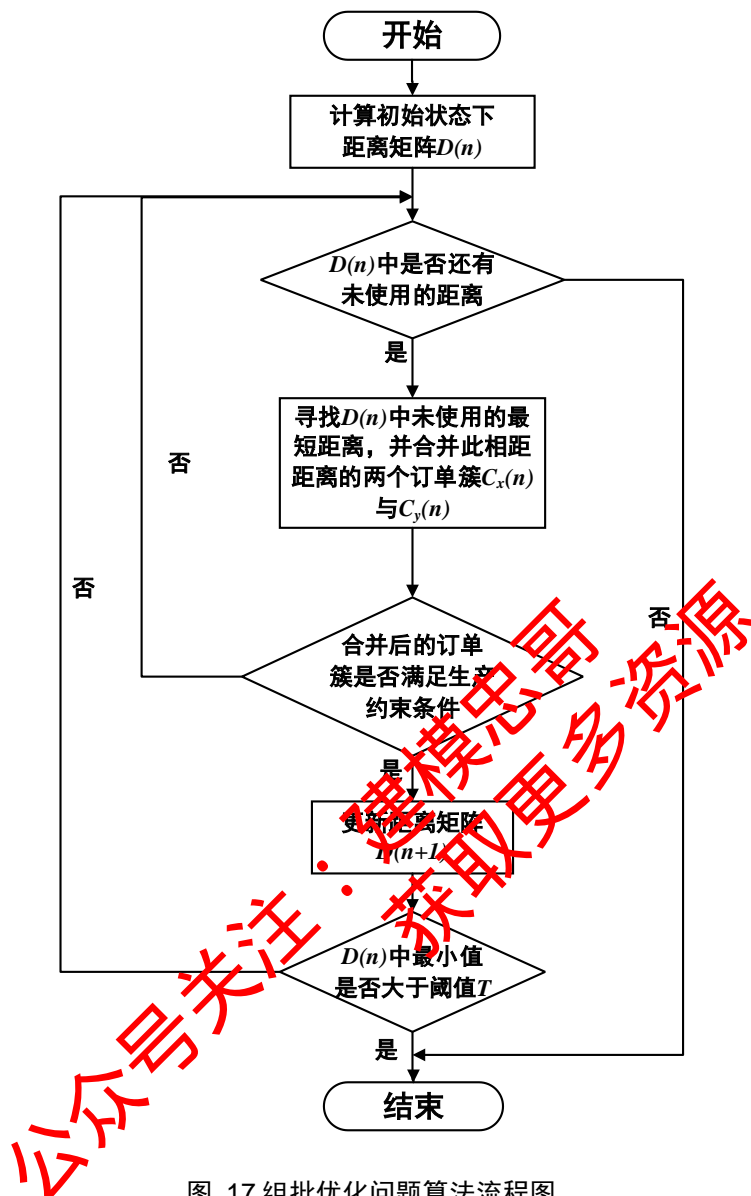 开始
计算初始状态下
距离矩阵D(n)
D(n)中是否还有
未使用的距离
是
寻找D(n)中未使用的最
短距离，并合并此相距
距离的两个订单簇Cx(n)
与Cy(n)
否
否
否
合并后的订单
簇是否满足生产
约束条件
是
更新距离矩阵
D(n+1)
D(n)中最小值
是否大于阈值T
是
结束
公众号关注：建模忠哥
获取更多资源
图 17 组批优化问题算法流程图